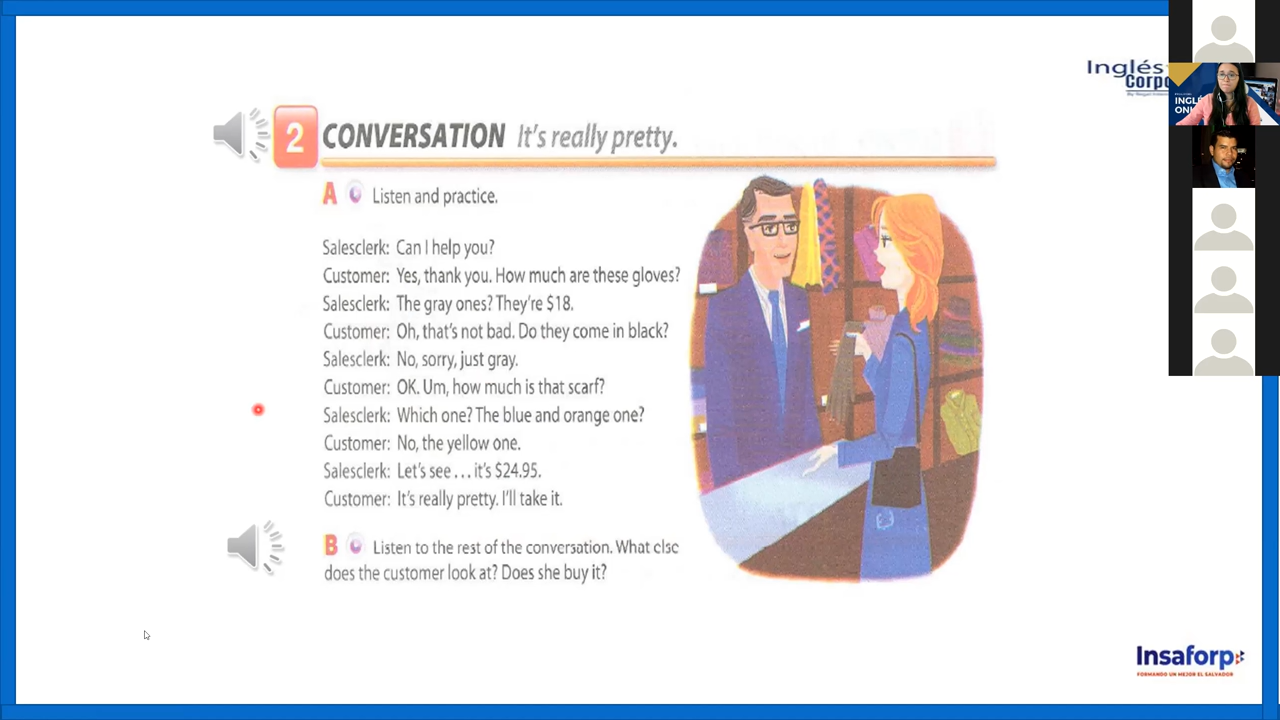 Inglés
Corpo
2 CONVERSATION It's really pretty.
A Listen and practice.
Salesclerk: Can I help you?
Customer: Yes, thank you. How much are these gloves?
Salesclerk: The gray ones? They're $18.
Customer: Oh, that's not bad. Do they come in black?
Salesclerk: No, sorry, just gray.
Customer: OK. Um, how much is that scarf?
Salesclerk: Which one? The blue and orange one?
Customer: No, the yellow one.
Salesclerk: Let's see . . . it's $24.95.
Customer: It's really pretty. I'll take it.
B Listen to the rest of the conversation. What else
does the customer look at? Does she buy it?
Insaforp
FORMANDO UN MEJOR EL SALVADOR